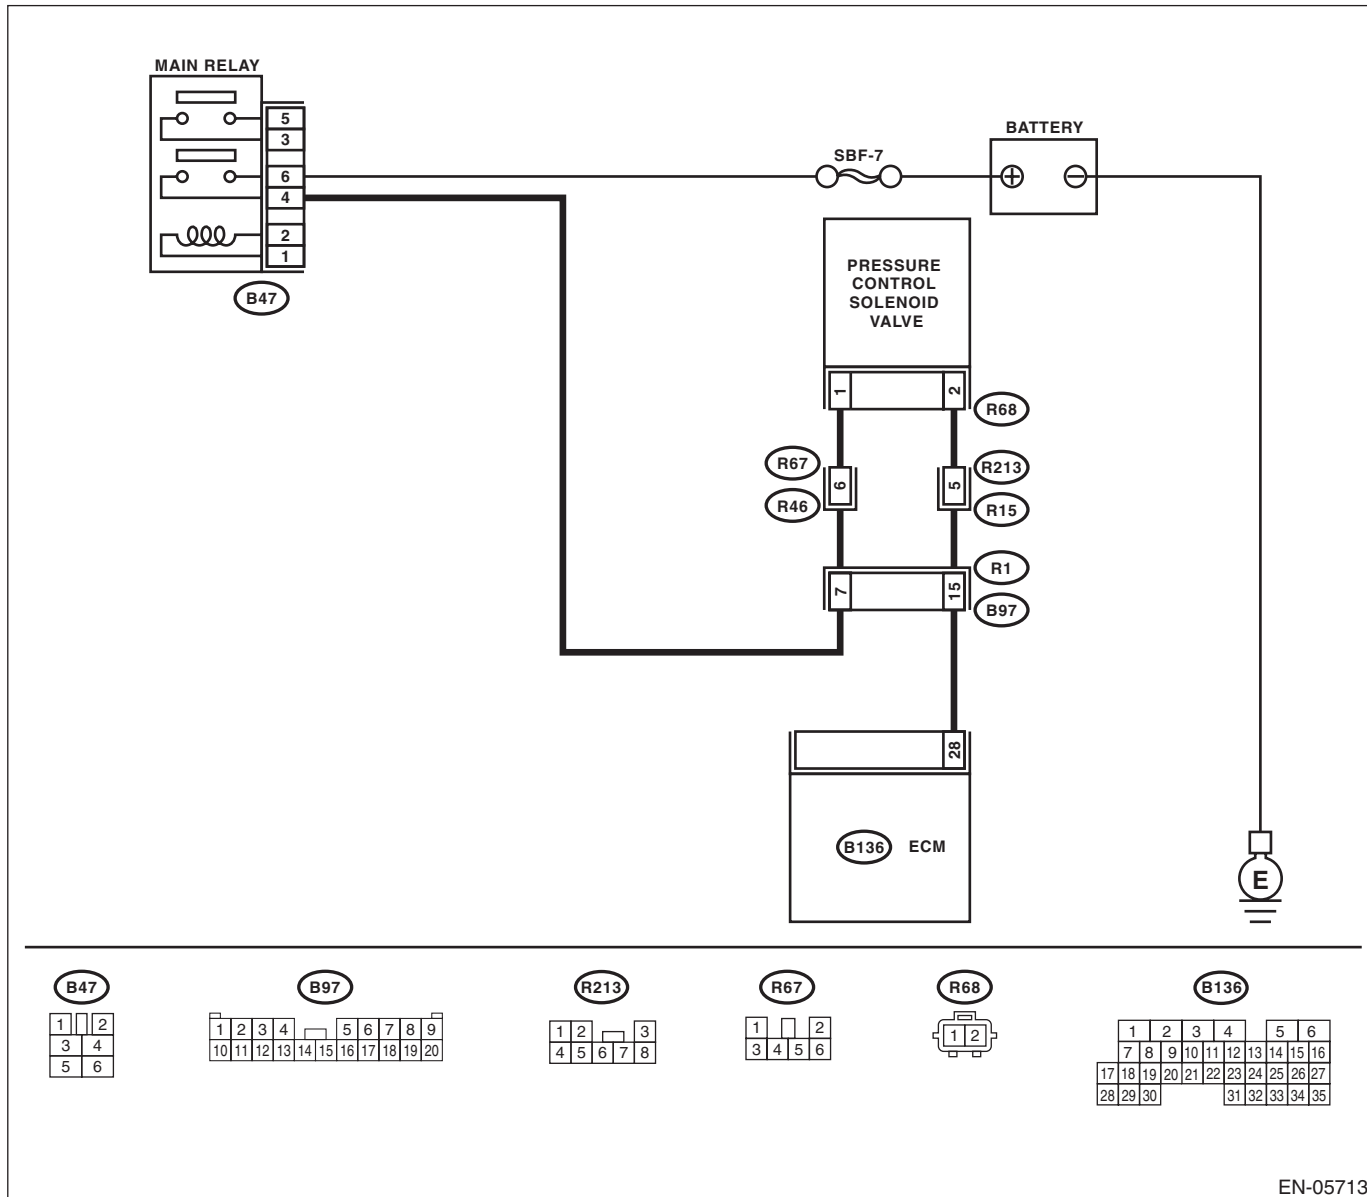 MAIN RELAY
5
3
6
4
2
1
B47
SBF-7
BATTERY
+
−
PRESSURE
CONTROL
SOLENOID
VALVE
1
2
R68
R67
6
R46
R213
5
R15
R1
7
15
B97
28
B136
ECM
E
B47
1 2
3 4
5 6
B97
1 2 3 4 5 6 7 8 9
10 11 12 13 14 15 16 17 18 19 20
R213
1 2 3
4 5 6 7 8
R67
1 2
3 4 5 6
R68
1 2
B136
1 2 3 4 5 6
7 8 9 10 11 12 13 14 15 16
17 18 19 20 21 22 23 24 25 26 27
28 29 30 31 32 33 34 35
EN-05713